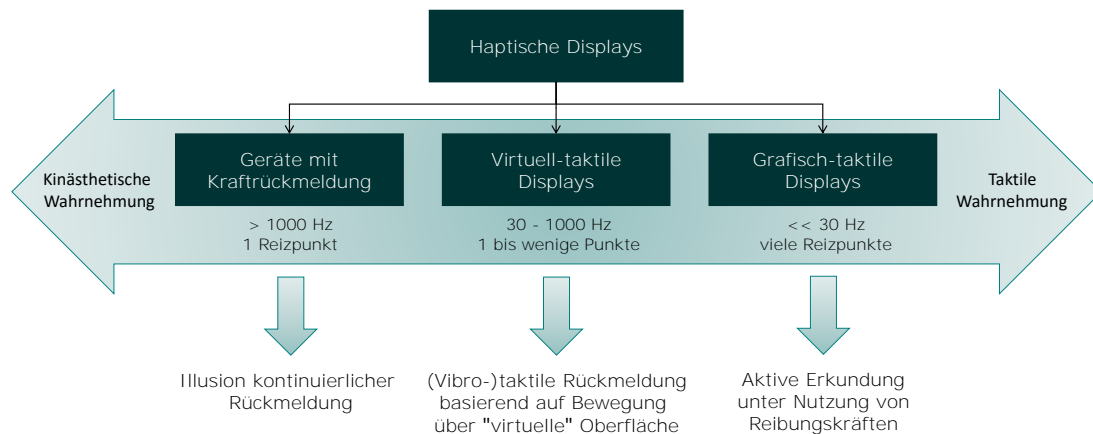 Haptische Displays
Geräte mit
Kraftrückmeldung
Virtuell-taktile
Displays
Grafisch-taktile
Displays
Kinästhetische
Wahrnehmung
Taktile
Wahrnehmung
> 1000 Hz
1 Reizpunkt
30 - 1000 Hz
1 bis wenige Punkte
<< 30 Hz
viele Reizpunkte
Illusion kontinuierlicher
Rückmeldung
(Vibro-)taktile Rückmeldung
basierend auf Bewegung
über "virtuelle" Oberfläche
Aktive Erkundung
unter Nutzung von
Reibungskräften